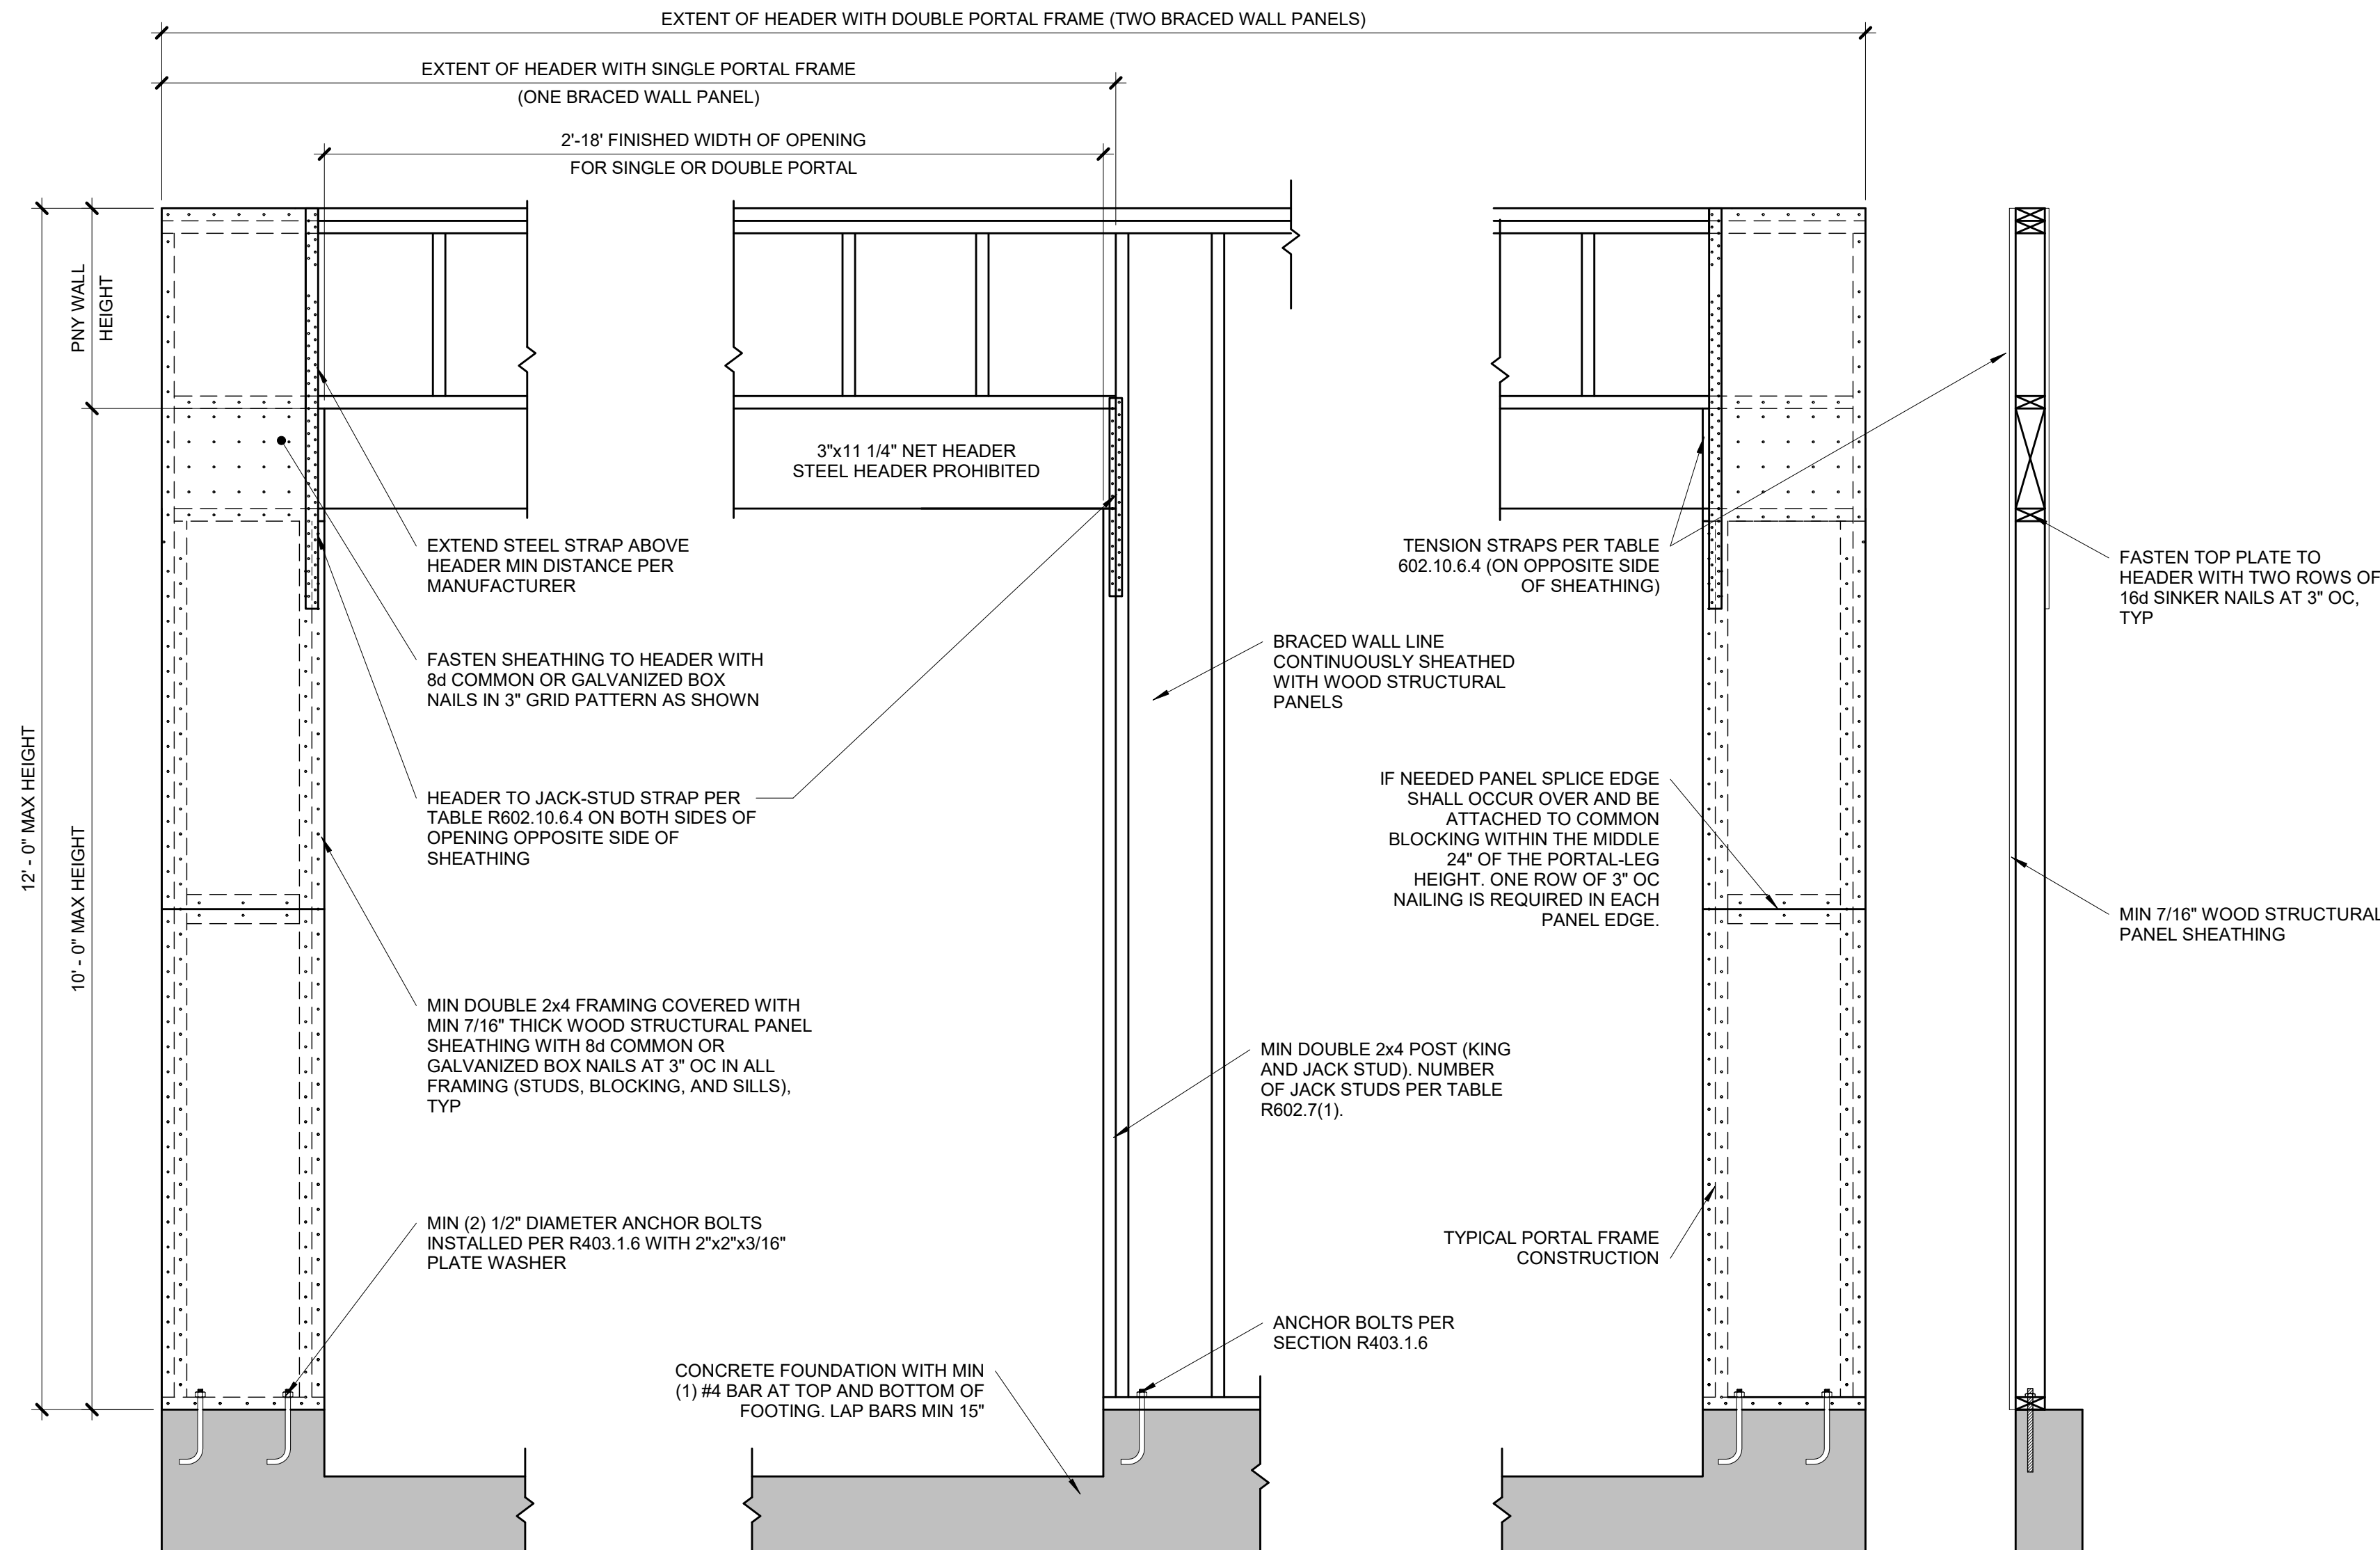 EXTENT OF HEADER WITH DOUBLE PORTAL FRAME (TWO BRACED WALL PANELS)
EXTENT OF HEADER WITH SINGLE PORTAL FRAME
(ONE BRACED WALL PANEL)
2'-18' FINISHED WIDTH OF OPENING
FOR SINGLE OR DOUBLE PORTAL
PNY WALL
HEIGHT
12' - 0" MAX HEIGHT
10' - 0" MAX HEIGHT
3"x11 1/4" NET HEADER
STEEL HEADER PROHIBITED
EXTEND STEEL STRAP ABOVE
HEADER MIN DISTANCE PER
MANUFACTURER
FASTEN SHEATHING TO HEADER WITH
8d COMMON OR GALVANIZED BOX
NAILS IN 3" GRID PATTERN AS SHOWN
HEADER TO JACK-STUD STRAP PER
TABLE R602.10.6.4 ON BOTH SIDES OF
OPENING OPPOSITE SIDE OF
SHEATHING
MIN DOUBLE 2x4 FRAMING COVERED WITH
MIN 7/16" THICK WOOD STRUCTURAL PANEL
SHEATHING WITH 8d COMMON OR
GALVANIZED BOX NAILS AT 3" OC IN ALL
FRAMING (STUDS, BLOCKING, AND SILLS),
TYP
MIN (2) 1/2" DIAMETER ANCHOR BOLTS
INSTALLED PER R403.1.6 WITH 2"x2"x3/16"
PLATE WASHER
CONCRETE FOUNDATION WITH MIN
(1) #4 BAR AT TOP AND BOTTOM OF
FOOTING. LAP BARS MIN 15"
BRACED WALL LINE
CONTINUOUSLY SHEATHED
WITH WOOD STRUCTURAL
PANELS
MIN DOUBLE 2x4 POST (KING
AND JACK STUD). NUMBER
OF JACK STUDS PER TABLE
R602.7(1).
ANCHOR BOLTS PER
SECTION R403.1.6
TENSION STRAPS PER TABLE
602.10.6.4 (ON OPPOSITE SIDE
OF SHEATHING)
IF NEEDED PANEL SPLICE EDGE
SHALL OCCUR OVER AND BE
ATTACHED TO COMMON
BLOCKING WITHIN THE MIDDLE
24" OF THE PORTAL-LEG
HEIGHT. ONE ROW OF 3" OC
NAILING IS REQUIRED IN EACH
PANEL EDGE.
TYPICAL PORTAL FRAME
CONSTRUCTION
FASTEN TOP PLATE TO
HEADER WITH TWO ROWS OF
16d SINKER NAILS AT 3" OC,
TYP
MIN 7/16" WOOD STRUCTURAL
PANEL SHEATHING